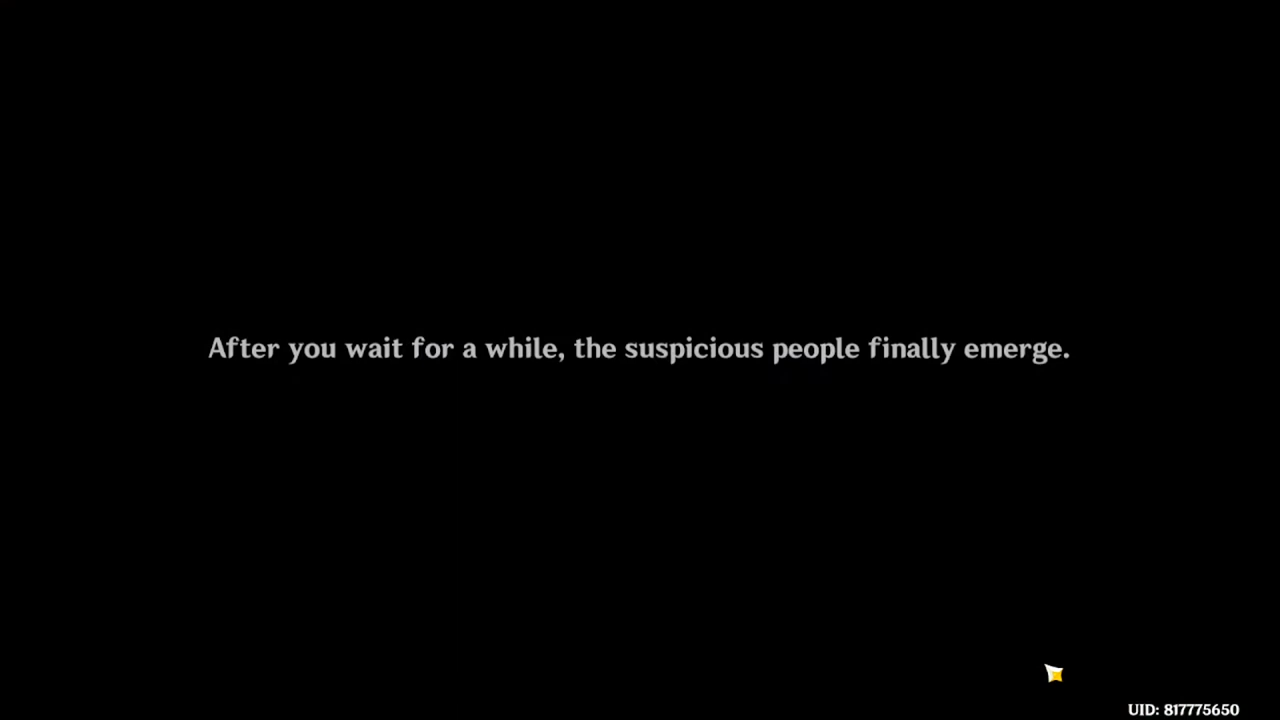 After you wait for a while, the suspicious people finally emerge.
UID: 817775650